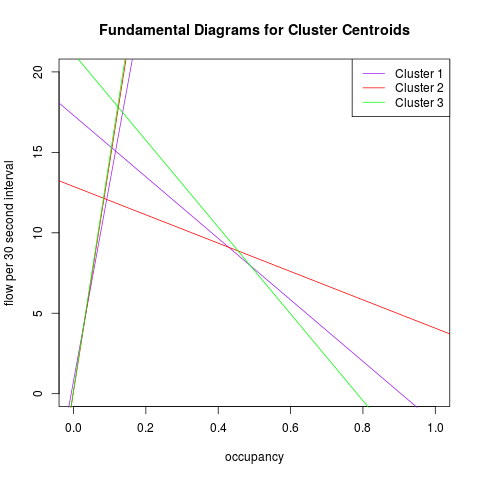 Fundamental Diagrams for Cluster Centroids
Cluster 1
Cluster 2
Cluster 3
flow per 30 second interval
20
15
10
5
0
0.0 0.2 0.4 0.6 0.8 1.0
occupancy